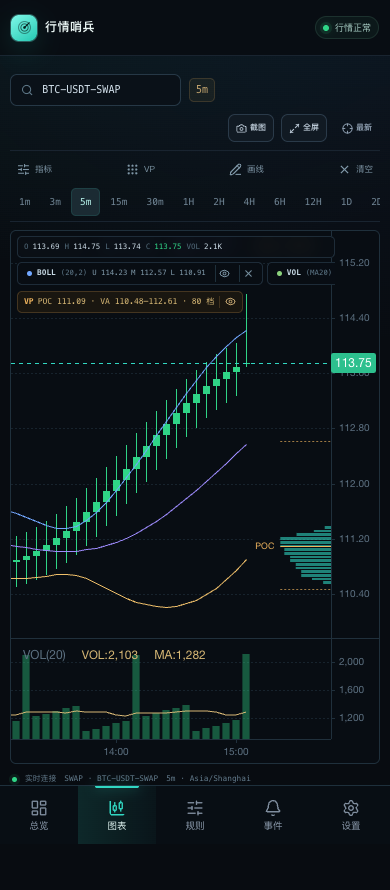 行情哨兵
行情正常
BTC-USDT-SWAP
5m
截图
全屏
最新
指标
VP
画线
清空
1m 3m 5m 15m 30m 1H 2H 4H 6H 12H 1D
O 113.69 H 114.75 L 113.74 C 113.75 VOL 2.1K
115.20
BOLL (20,2) U 114.23 M 112.57 L 110.91
VOL (MA20)
VP POC 111.09 · VA 110.48–112.61 · 80 档
114.40
113.75
112.80
112.00
POC
111.20
110.40
VOL(20) VOL:2,103 MA:1,282
2,000
1,600
1,200
14:00 15:00
实时连接 SWAP · BTC-USDT-SWAP 5m · Asia/Shanghai
总览
图表
规则
事件
设置